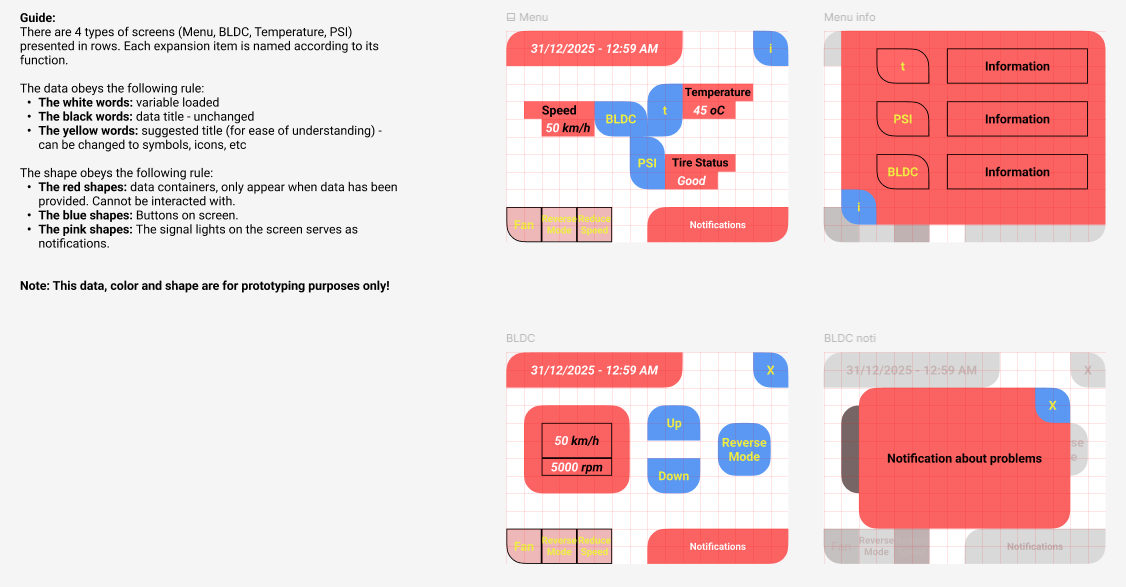 Guide:
There are 4 types of screens (Menu, BLDC, Temperature, PSI)
presented in rows. Each expansion item is named according to its
function.
The data obeys the following rule:
• The white words: variable loaded
• The black words: data title - unchanged
• The yellow words: suggested title (for ease of understanding) -
can be changed to symbols, icons, etc
The shape obeys the following rule:
• The red shapes: data containers, only appear when data has been
provided. Cannot be interacted with.
• The blue shapes: Buttons on screen.
• The pink shapes: The signal lights on the screen serves as
notifications.
Note: This data, color and shape are for prototyping purposes only!
Menu
31/12/2025 - 12:59 AM
i
Temperature
45 oC
Speed
50 km/h
BLDC
t
PSI
Tire Status
Good
Fan
Reverse
Mode
Reduce
Speed
Notifications
Menu info
t
Information
PSI
Information
BLDC
Information
i
BLDC
31/12/2025 - 12:59 AM
X
50 km/h
5000 rpm
Up
Down
Reverse
Mode
Fan
Reverse
Mode
Reduce
Speed
Notifications
BLDC noti
31/12/2025 - 12:59 AM
X
X
Notification about problems
Fan
Reverse
Mode
Notifications